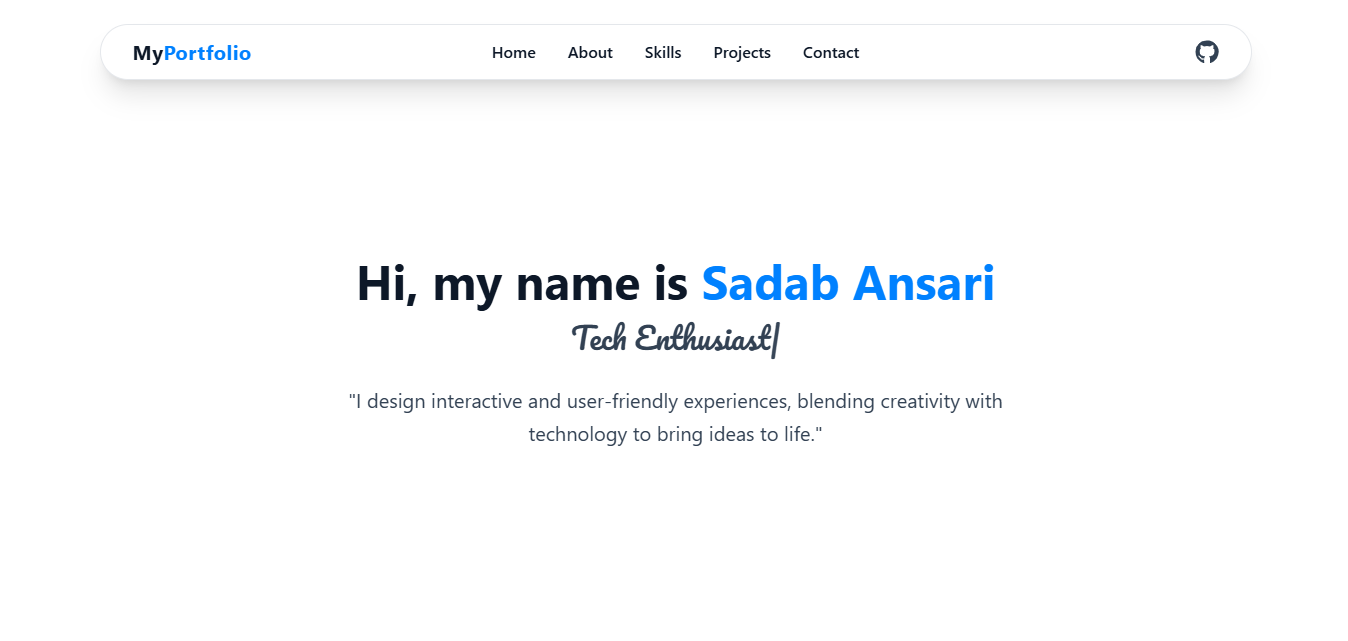 MyPortfolio Home About Skills Projects Contact
Hi, my name is Sadab Ansari
Tech Enthusiast|
"I design interactive and user-friendly experiences, blending creativity with
technology to bring ideas to life."